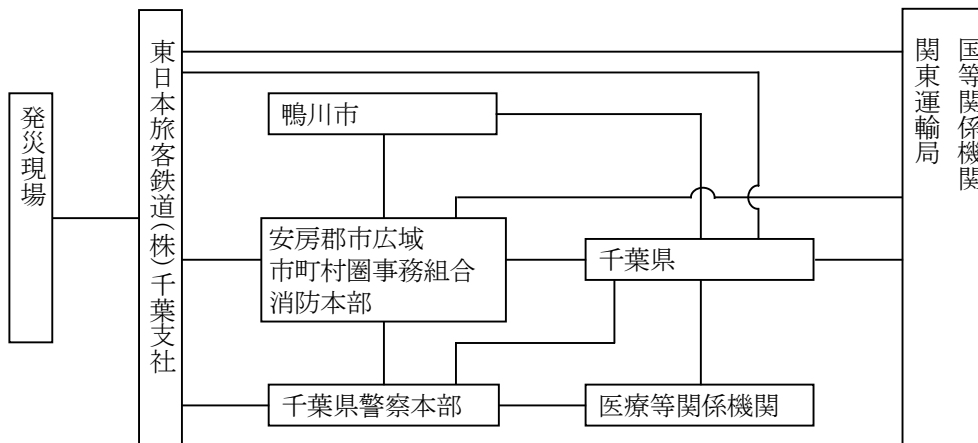 発災現場
東日本旅客鉄道(株)千葉支社
鴨川市
安房郡市広域
市町村圏事務組合
消防本部
千葉県警察本部
千葉県
医療等関係機関
国等関係機関
関東運輸局